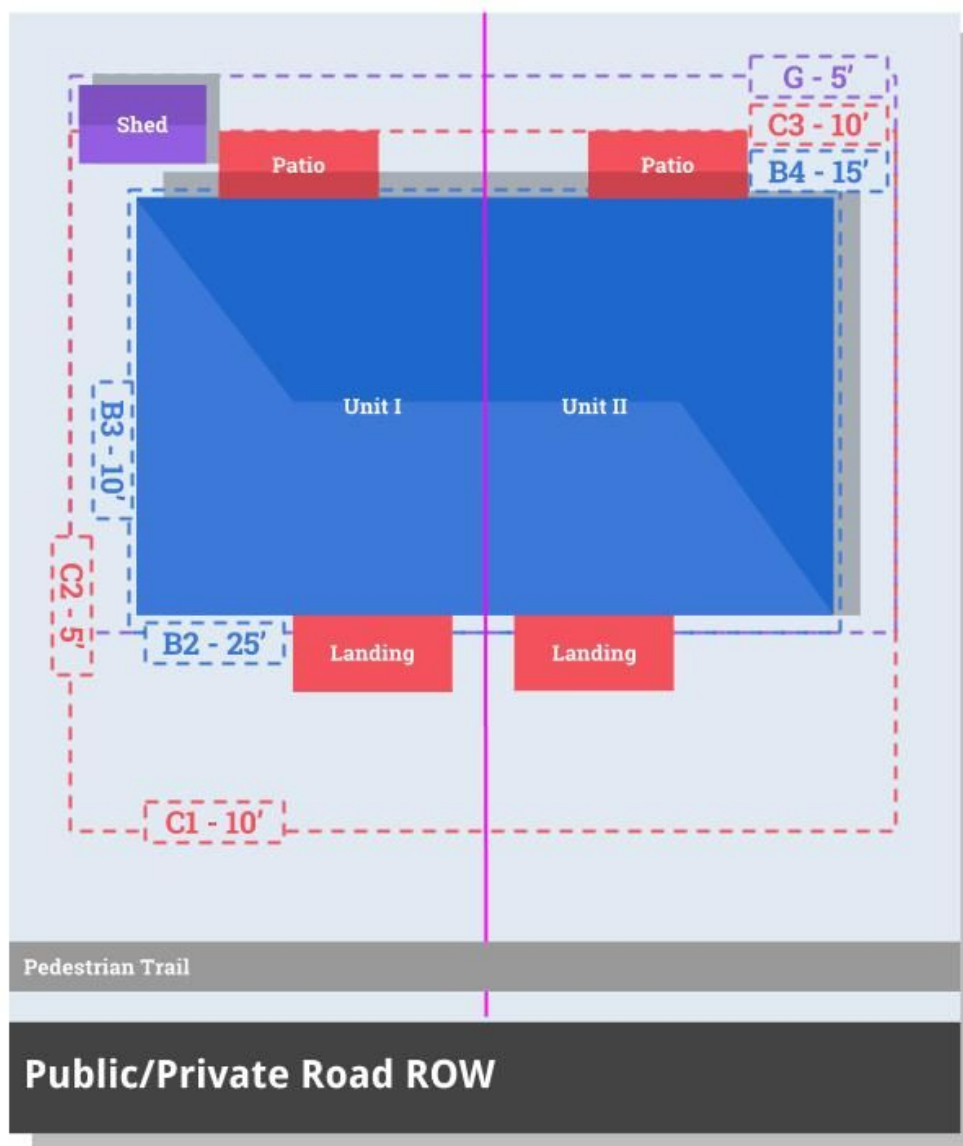 G - 5′
C3 - 10′
B4 - 15′
Shed
Patio
Patio
B3 - 10′
Unit I
Unit II
C2 - 5′
B2 - 25′
Landing
Landing
C1 - 10′
Pedestrian Trail
Public/Private Road ROW